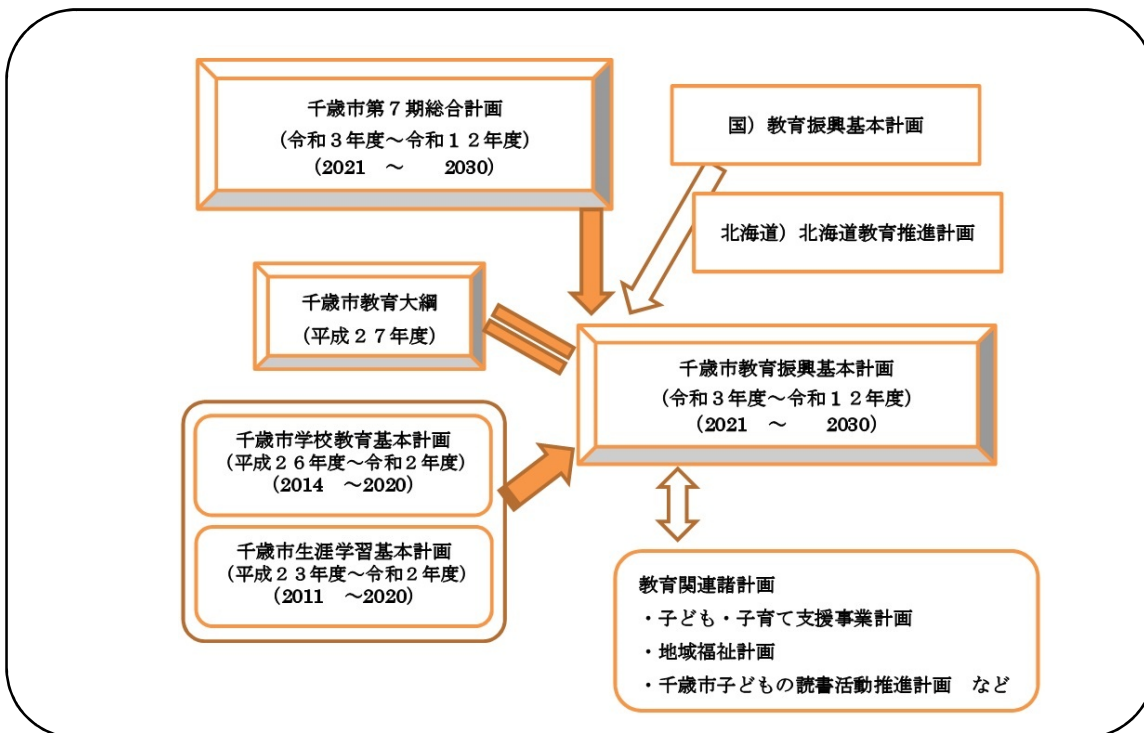 千歳市第７期総合計画
(令和３年度～令和１２年度)
(2021　～　　2030)
国）教育振興基本計画
北海道）北海道教育推進計画
千歳市教育大綱
(平成２７年度)
千歳市教育振興基本計画
(令和３年度～令和１２年度)
(2021　～　　2030)
千歳市学校教育基本計画
(平成２６年度～令和２年度)
(2014　～2020)
千歳市生涯学習基本計画
(平成２３年度～令和２年度)
(2011　～2020)
教育関連諸計画
・子ども・子育て支援事業計画
・地域福祉計画
・千歳市子どもの読書活動推進計画　など